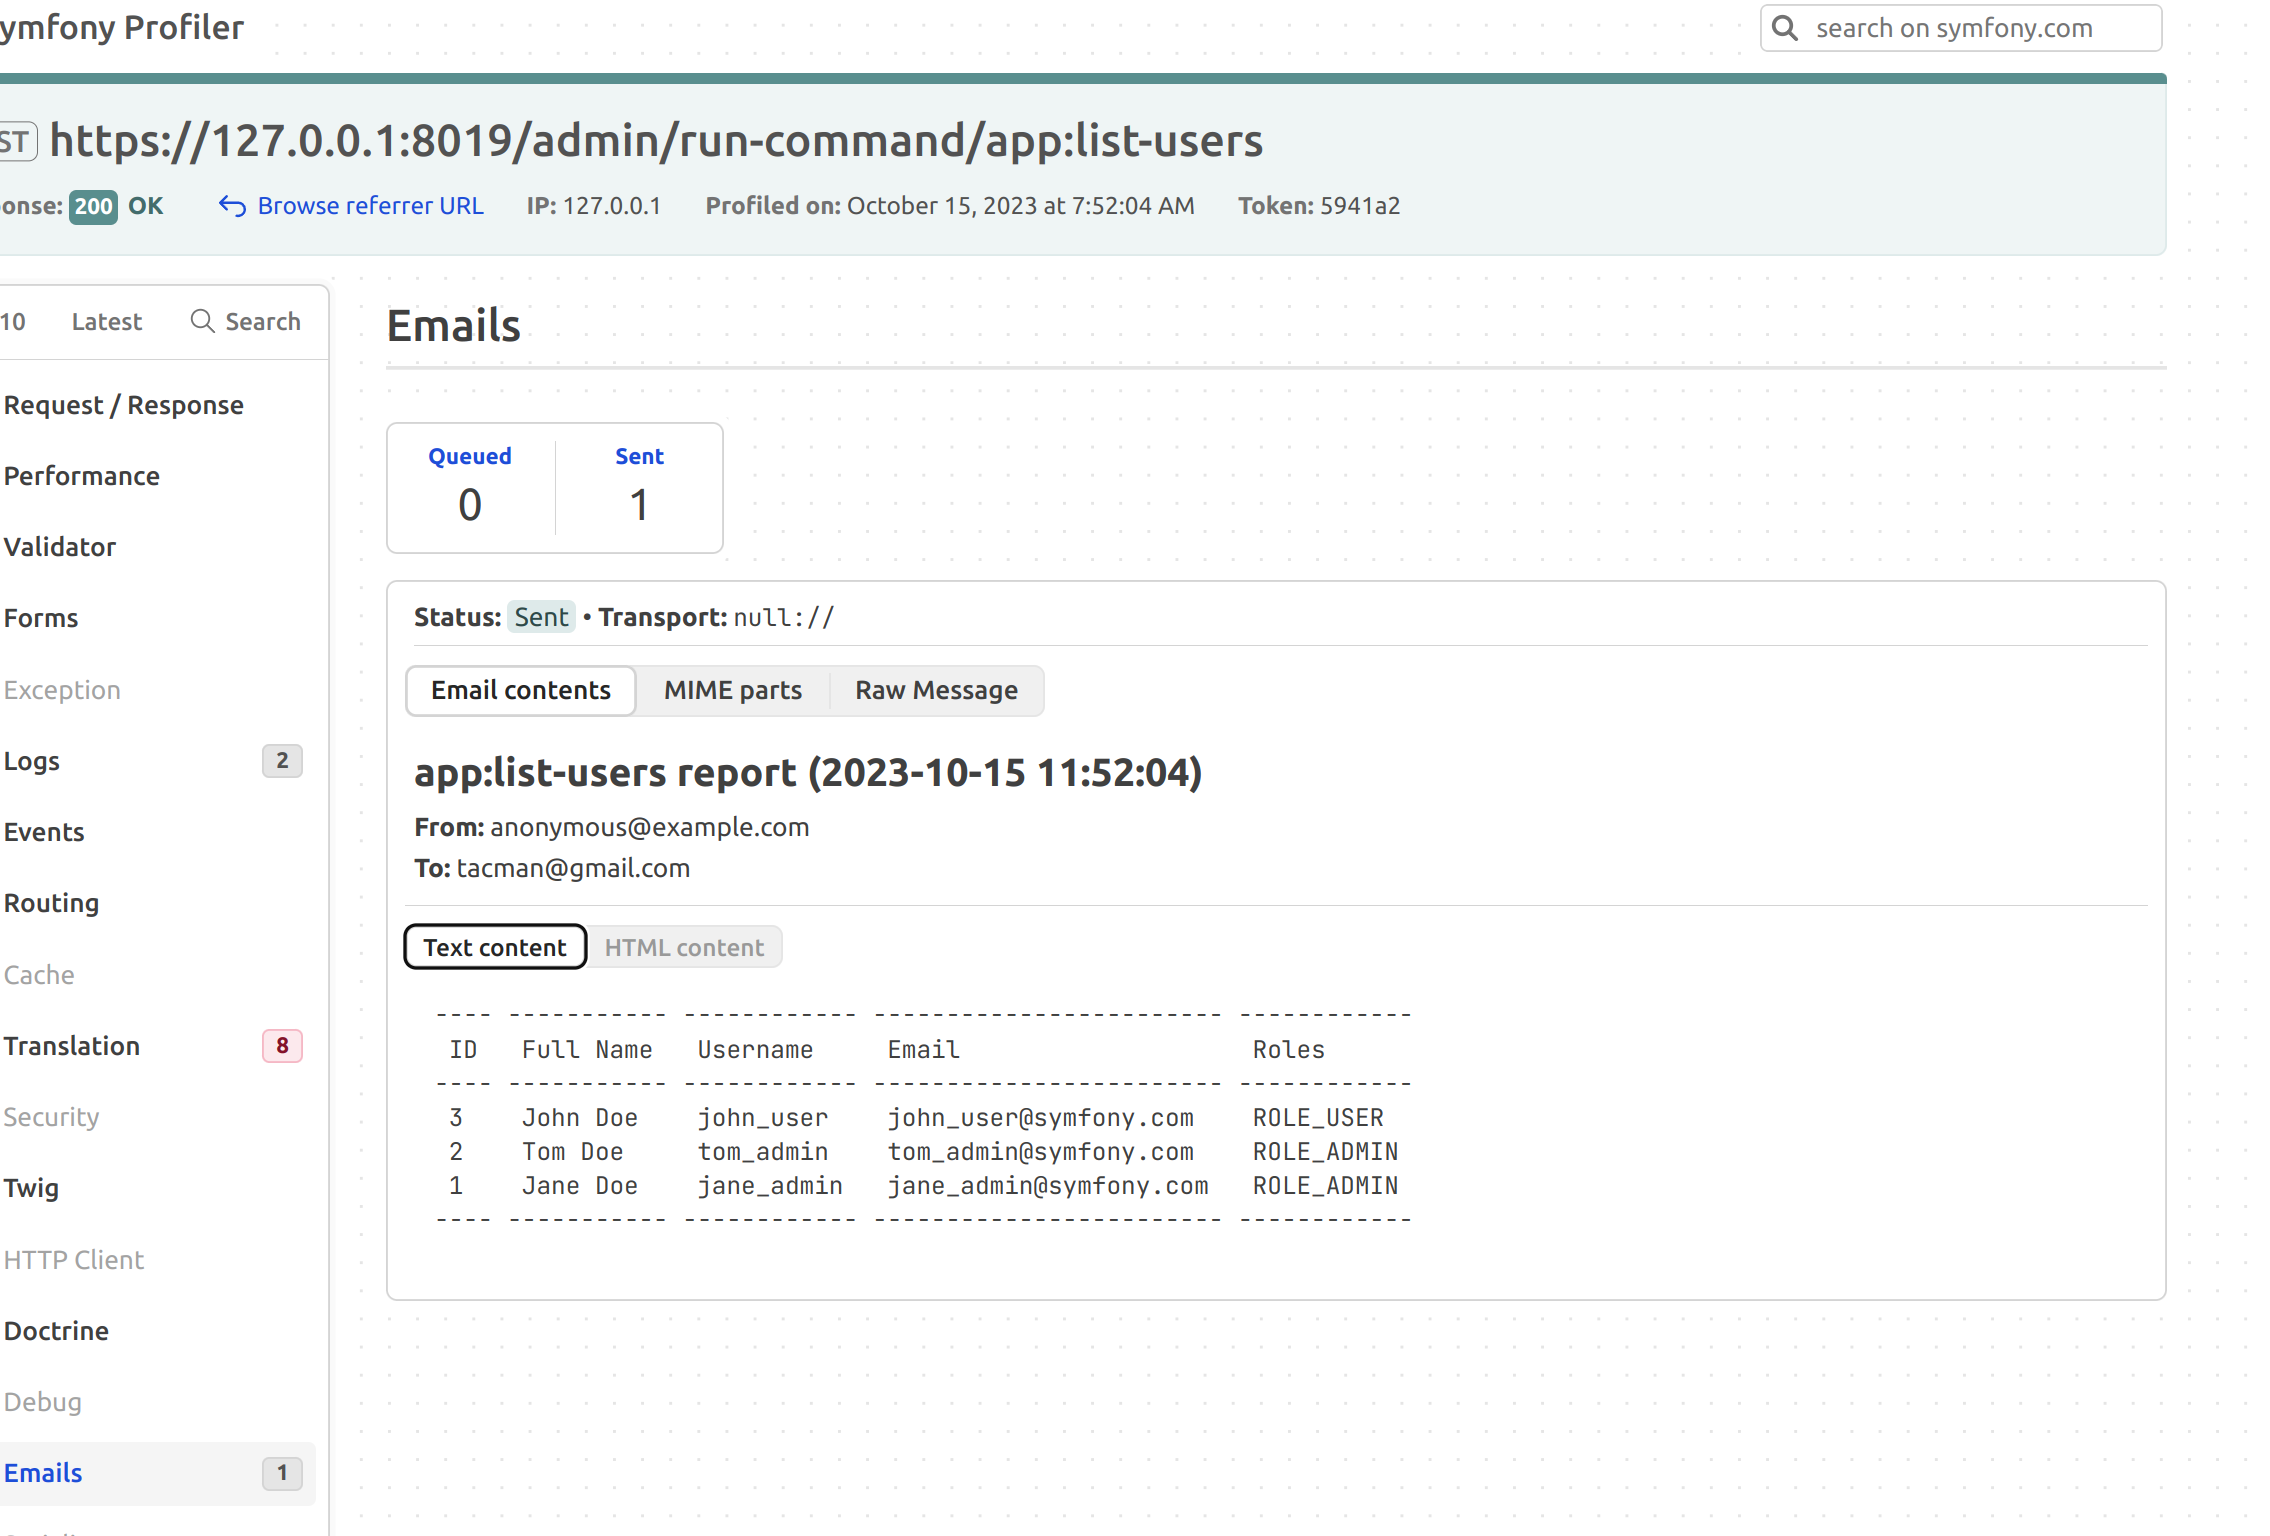 ymfony Profiler
search on symfony.com
ST https://127.0.0.1:8019/admin/run-command/app:list-users
onse: 200 OK Browse referrer URL IP: 127.0.0.1 Profiled on: October 15, 2023 at 7:52:04 AM Token: 5941a2
10 Latest Search
Request / Response
Performance
Validator
Forms
Exception
Logs 2
Events
Routing
Cache
Translation 8
Security
Twig
HTTP Client
Doctrine
Debug
Emails 1
Emails
Queued Sent
0 1
Status: Sent • Transport: null://
Email contents MIME parts Raw Message
app:list-users report (2023-10-15 11:52:04)
From: anonymous@example.com
To: tacman@gmail.com
Text content HTML content
---- ----------- ------------ ------------------------ ------------
ID Full Name Username Email Roles
---- ----------- ------------ ------------------------ ------------
3 John Doe john_user john_user@symfony.com ROLE_USER
2 Tom Doe tom_admin tom_admin@symfony.com ROLE_ADMIN
1 Jane Doe jane_admin jane_admin@symfony.com ROLE_ADMIN
---- ----------- ------------ ------------------------ ------------